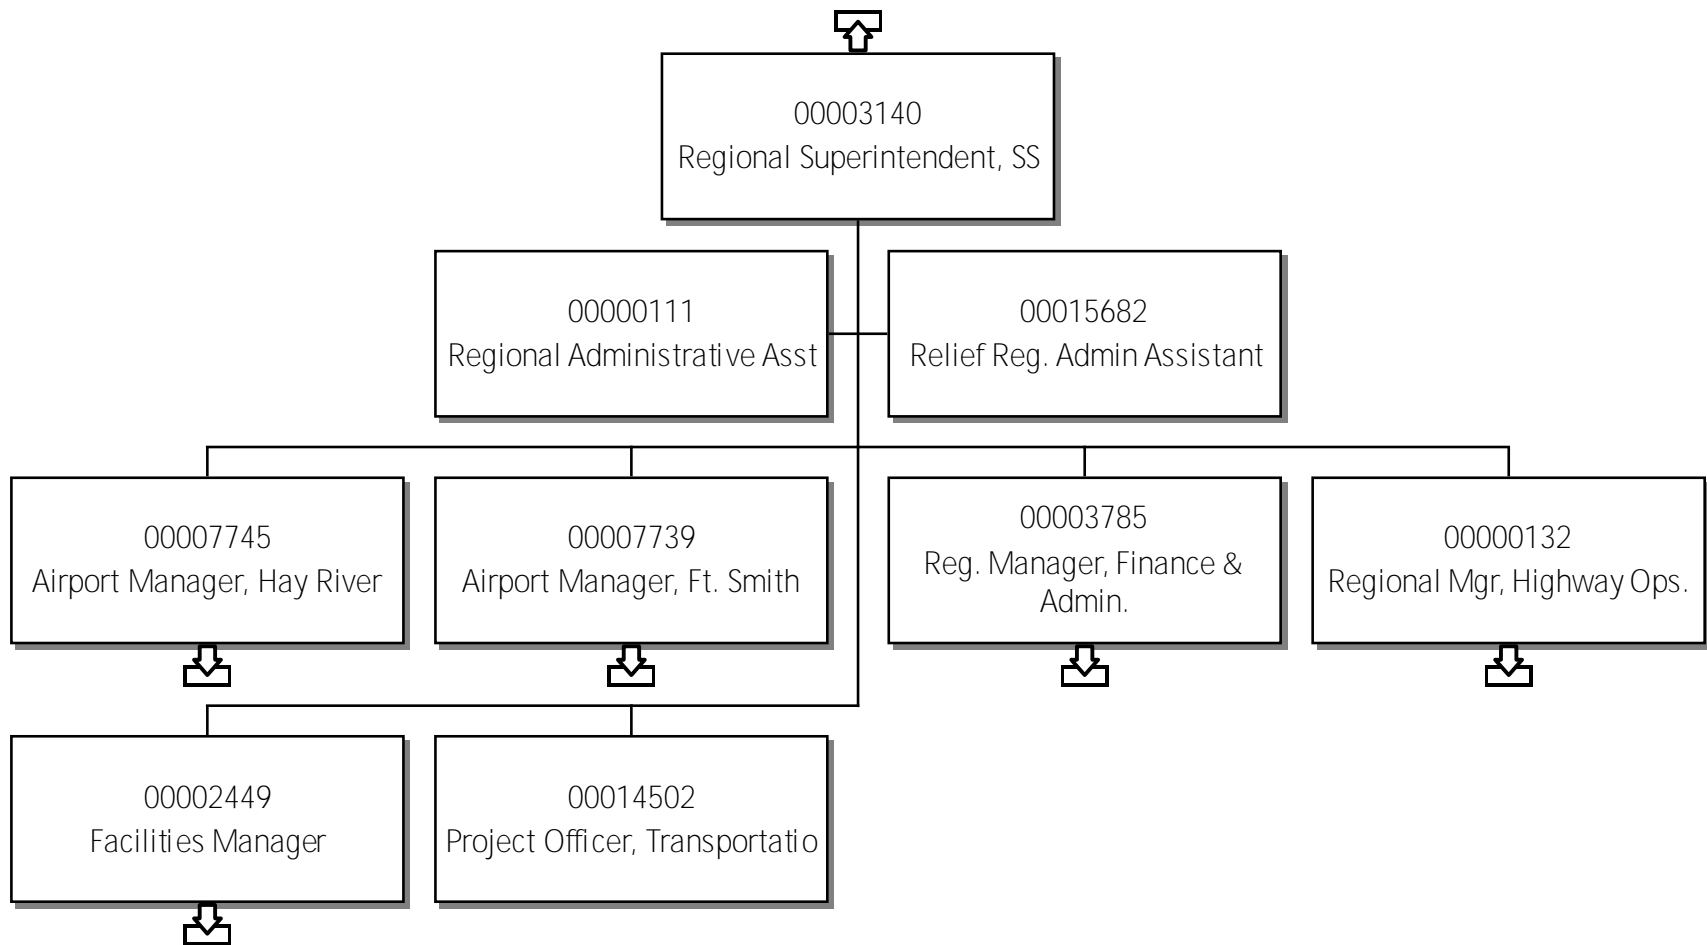 00003140
Regional Superintendent, SS
00000111
Regional Administrative Asst
00015682
Relief Reg. Admin Assistant
00007745
Airport Manager, Hay River
00007739
Airport Manager, Ft. Smith
00003785
Reg. Manager, Finance &
Admin.
00000132
Regional Mgr, Highway Ops.
00002449
Facilities Manager
00014502
Project Officer, Transportatio